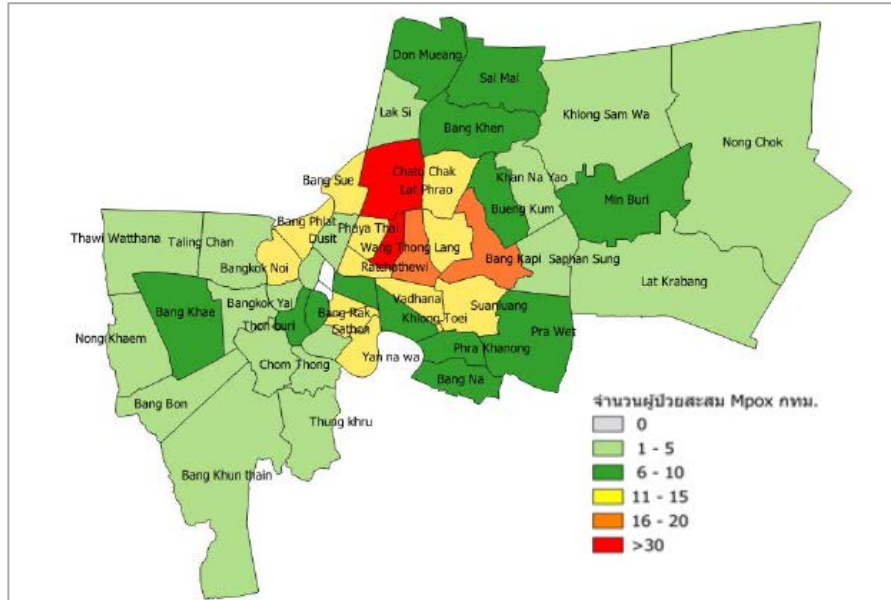 Don Mueang
Sai Mai
Lak Si
Khlong Sam Wa
Bang Khen
Nong Chok
Chatu Chak
Khan Na Yao
Bang Sue
Lat Phrao
Min Buri
Bueng Kum
Bang Phlat
Phaya Thai
Thawi Watthana
Taling Chan
Dusit
Wang Thong Lang
Bang Kapi
Saphan Sung
Bangkok Noi
Ratchathewi
Lat Krabang
Bang Khae
Bangkok Yai
Vadhana
Suanluang
Bang Rak
Nong Khaem
Thon buri
Sathon
Khlong Toei
Pra Wet
Phra Khanong
Yan na wa
Chom Thong
Bang Na
Bang Bon
Thung khru
Bang Khun thain
จำนวนผู้ป่วยสะสม Mpox กทม.
0
1 - 5
6 - 10
11 - 15
16 - 20
>30